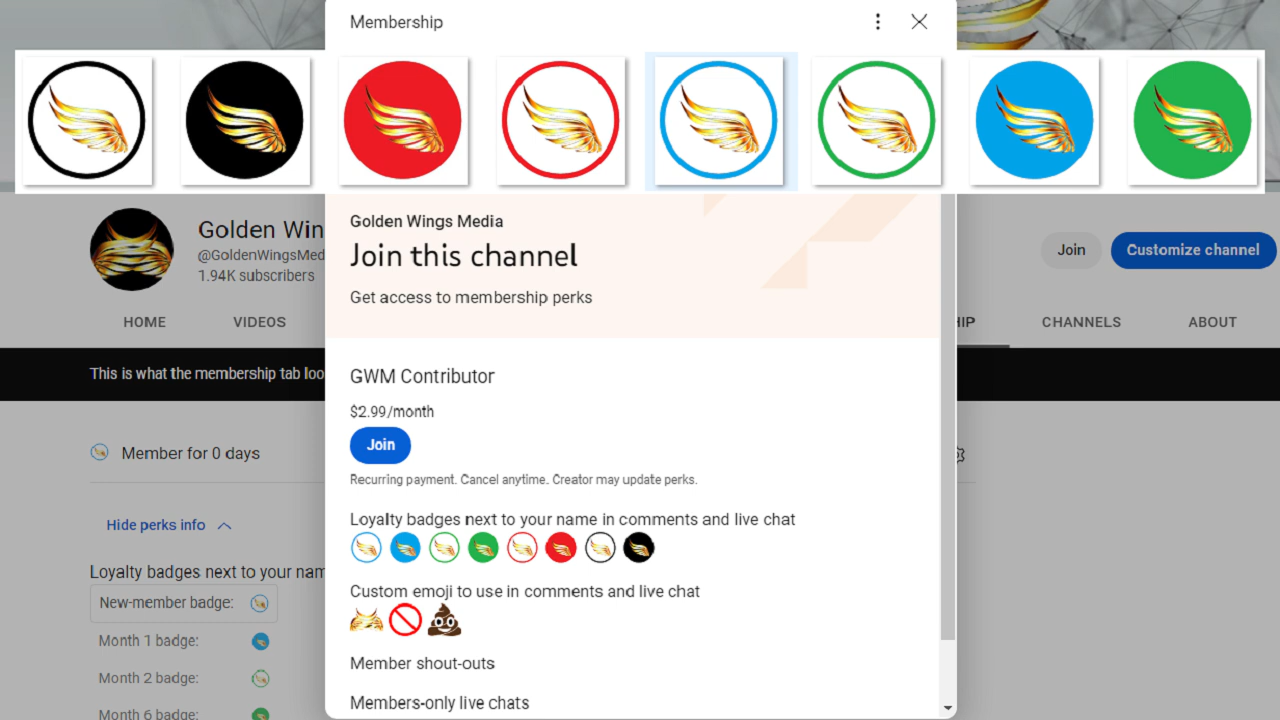 Membership
Golden Wings Media
Join this channel
Get access to membership perks
Golden Win
@GoldenWingsMed
1.94K subscribers
Join
Customize channel
HOME
VIDEOS
HIP
CHANNELS
ABOUT
This is what the membership tab loo
GWM Contributor
$2.99/month
Join
Recurring payment. Cancel anytime. Creator may update perks.
Member for 0 days
Hide perks info
Loyalty badges next to your name in comments and live chat
Loyalty badges next to your nam
New-member badge:
Month 1 badge:
Month 2 badge:
Month 6 badge:
Custom emoji to use in comments and live chat
Member shout-outs
Members-only live chats